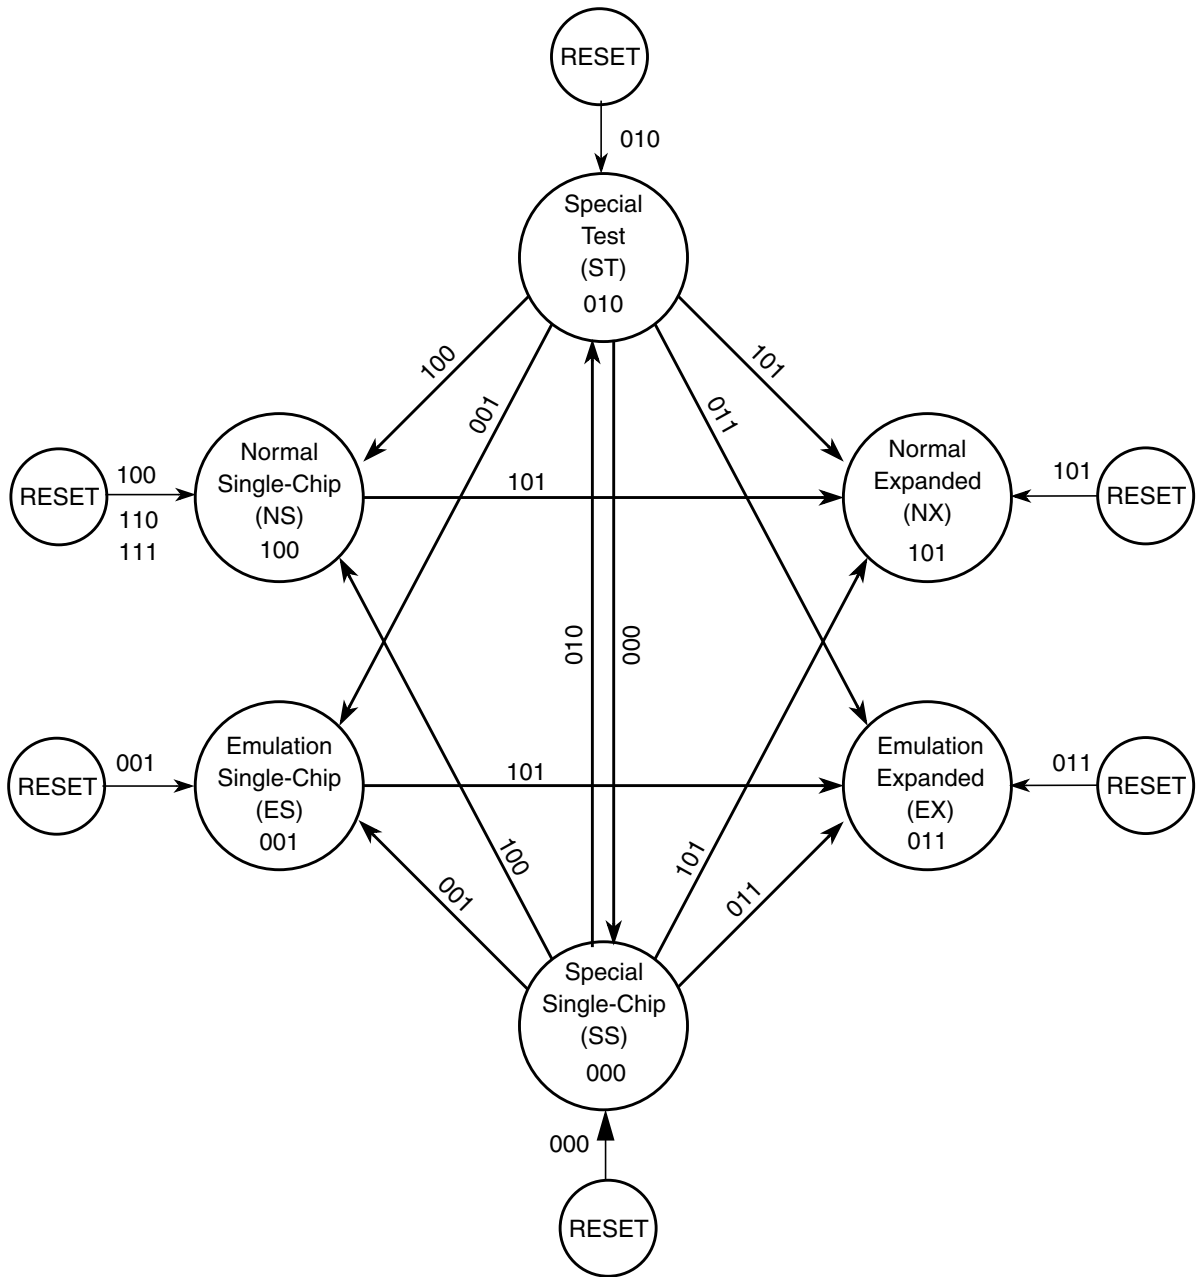 RESET
010
Special
Test
(ST)
010
100
001
101
011
Normal
Single-Chip
(NS)
100
RESET
100
110
111
101
Normal
Expanded
(NX)
101
101
RESET
010
000
RESET
001
Emulation
Single-Chip
(ES)
001
101
Emulation
Expanded
(EX)
011
011
RESET
001
100
101
011
Special
Single-Chip
(SS)
000
000
RESET